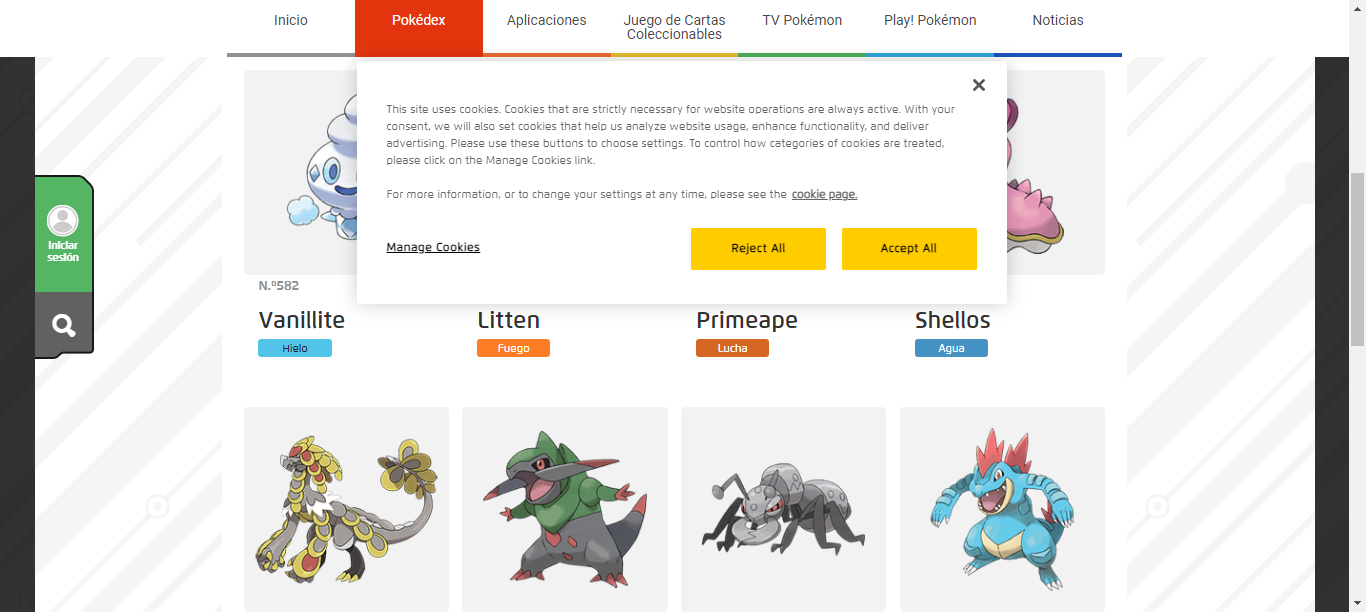 Inicio
Pokédex
Aplicaciones
Juego de Cartas
Coleccionables
TV Pokémon
Play! Pokémon
Noticias
This site uses cookies. Cookies that are strictly necessary for website operations are always active. With your
consent, we will also set cookies that help us analyze website usage, enhance functionality, and deliver
advertising. Please use these buttons to choose settings. To control how categories of cookies are treated,
please click on the Manage Cookies link.
For more information, or to change your settings at any time, please see the cookie page.
Manage Cookies
Reject All
Accept All
Iniciar
sesión
N.º582
Vanillite
Litten
Primeape
Shellos
Hielo
Fuego
Lucha
Agua